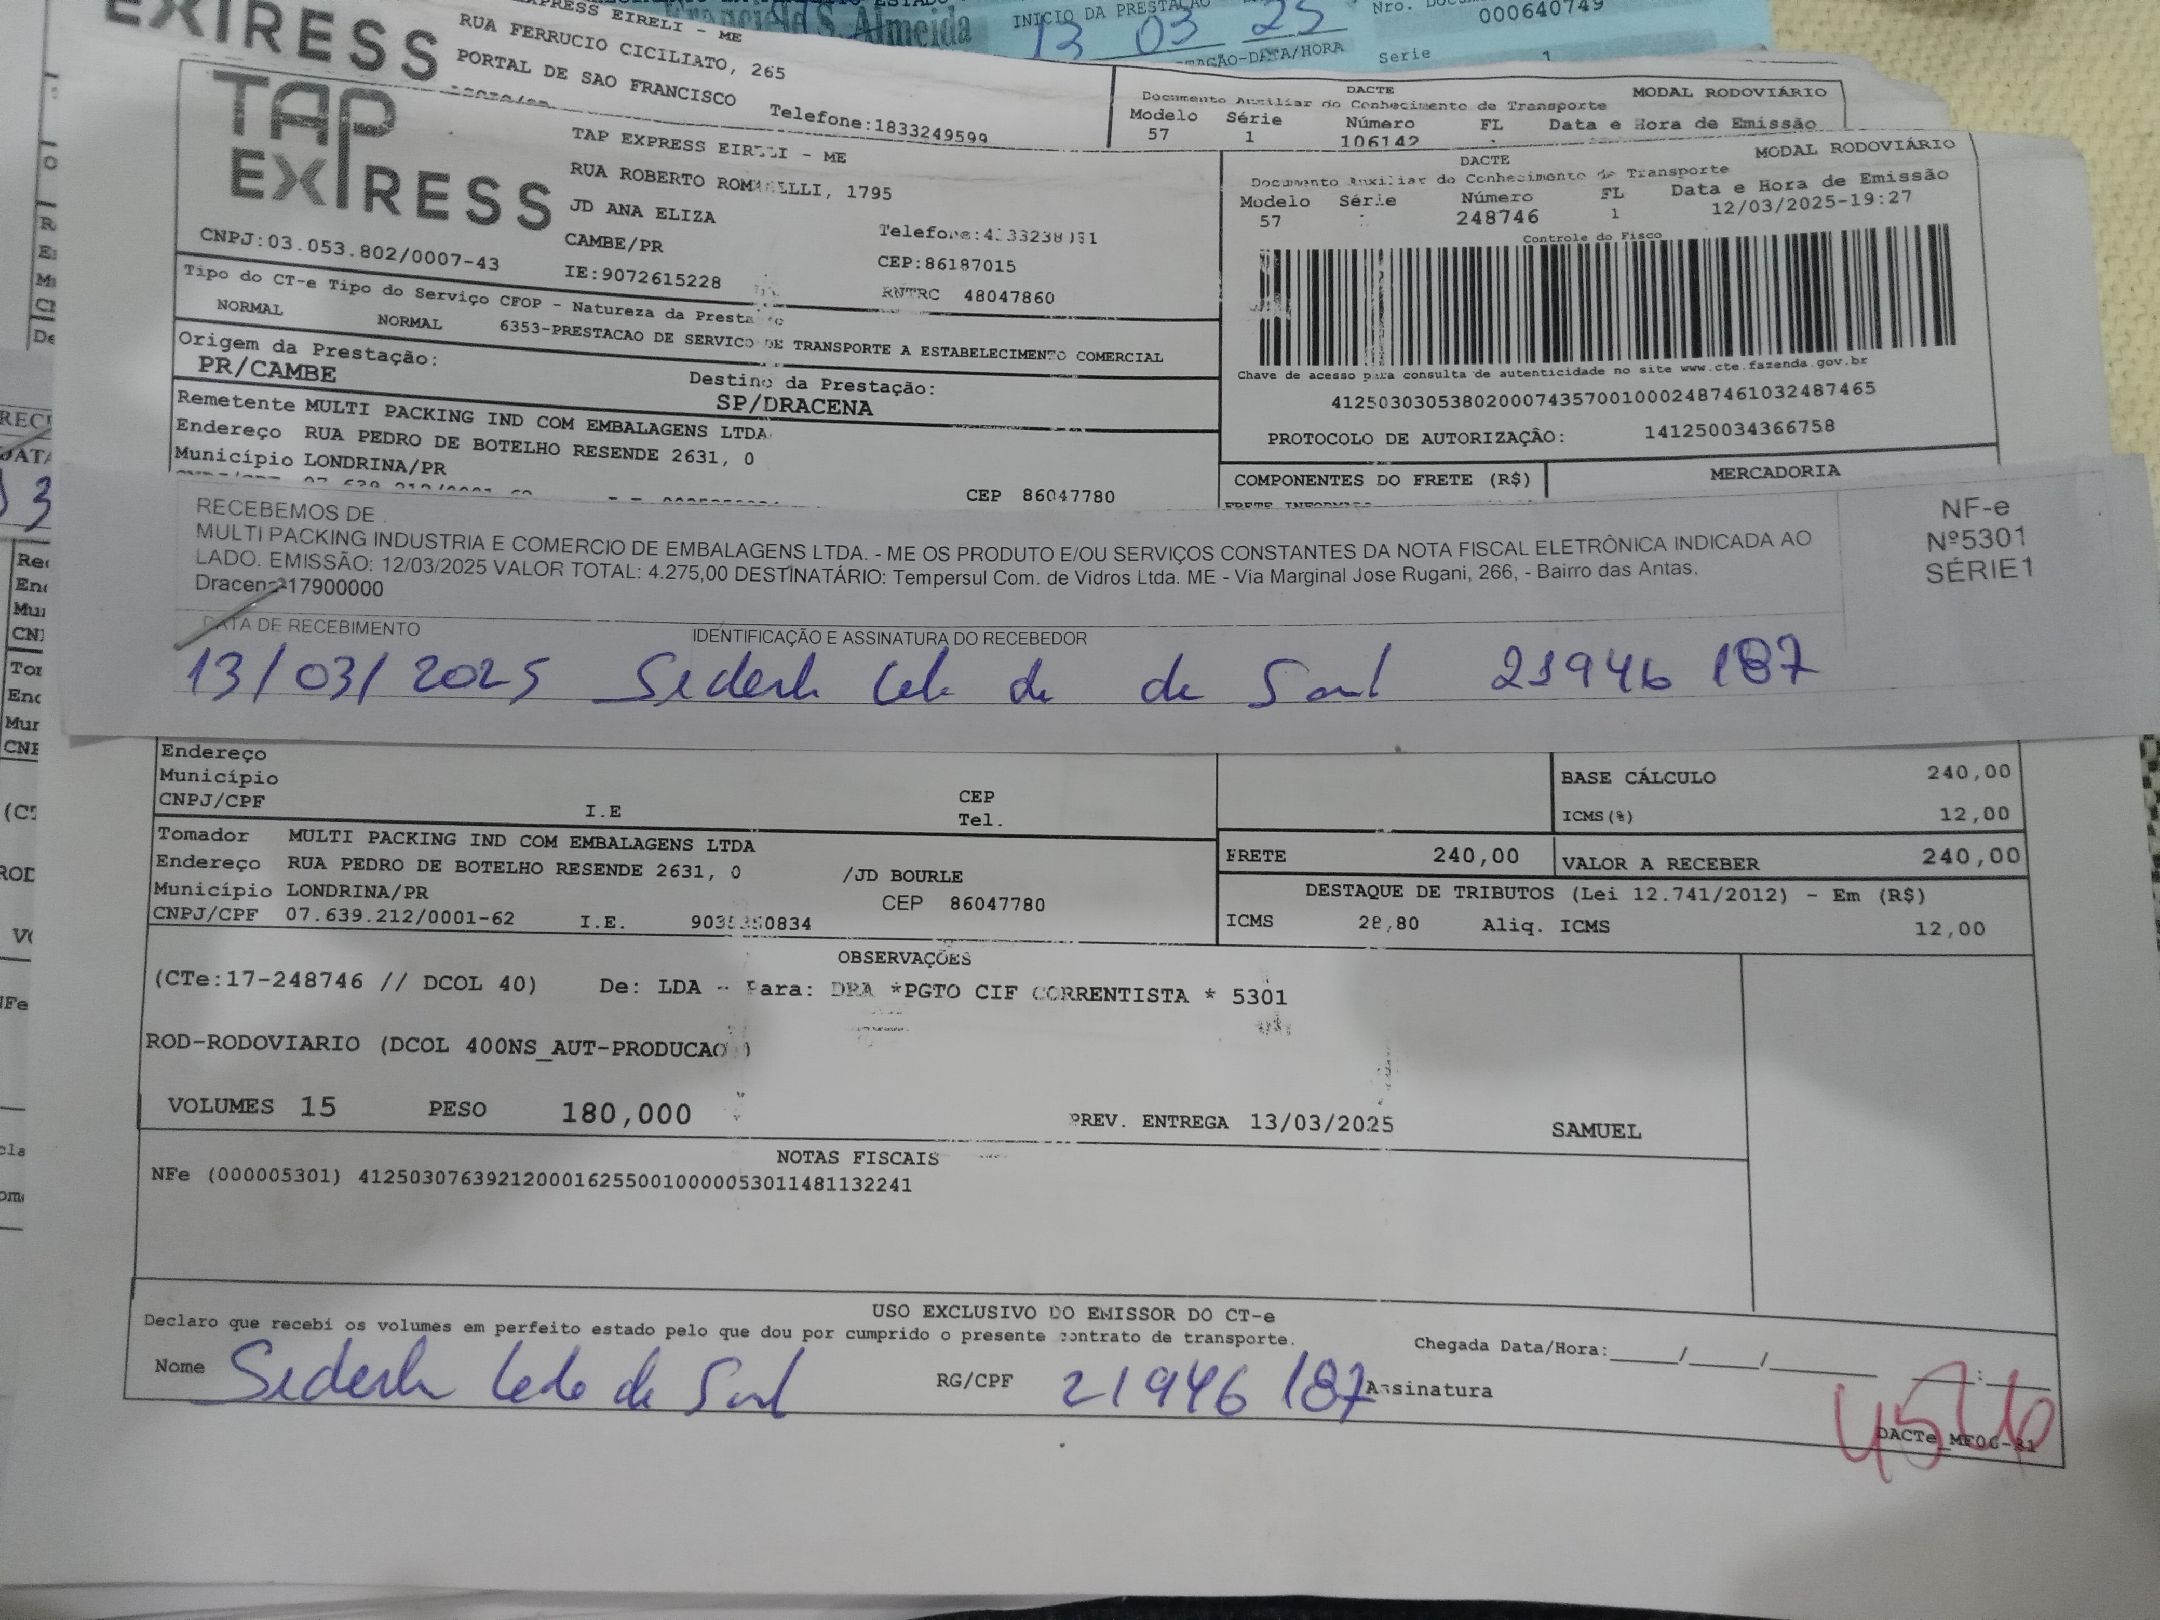 EXPRESS EIRELI - ME
RUA FERRUCIO CICILIATO, 265
PORTAL DE SAO FRANCISCO
Telefone:1833249599
INICIO DA PRESTAÇÃO
13 03 25
000640749
Serie 1
DACTE
MODAL RODOVIÁRIO
Documento Auxiliar do Conhecimento de Transporte
Modelo Série Número FL Data e Hora de Emissão
57 1 106142
TAP EXPRESS
TAP EXPRESS EIRELI - ME
RUA ROBERTO ROMANELLI, 1795
JD ANA ELIZA
CAMBE/PR
IE:9072615228
CEP:86187015
RNTRC 48047860
CNPJ:03.053.802/0007-43
DACTE
MODAL RODOVIÁRIO
Documento Auxiliar do Conhecimento de Transporte
Modelo Série Número FL Data e Hora de Emissão
57 248746 1 12/03/2025-19:27
Controle do Fisco
Chave de acesso para consulta de autenticidade no site www.cte.fazenda.gov.br
41250303053802000743570010002487461032487465
PROTOCOLO DE AUTORIZAÇÃO: 141250034366758
Tipo do CT-e Tipo do Serviço CFOP - Natureza da Prestação
NORMAL NORMAL 6353-PRESTACAO DE SERVICO DE TRANSPORTE A ESTABELECIMENTO COMERCIAL
Origem da Prestação:
PR/CAMBE
Destino da Prestação:
SP/DRACENA
Remetente MULTI PACKING IND COM EMBALAGENS LTDA
Endereço RUA PEDRO DE BOTELHO RESENDE 2631, 0
Município LONDRINA/PR
CEP 86047780
COMPONENTES DO FRETE (R$) MERCADORIA
RECEBEMOS DE
MULTI PACKING INDUSTRIA E COMERCIO DE EMBALAGENS LTDA. - ME OS PRODUTO E/OU SERVIÇOS CONSTANTES DA NOTA FISCAL ELETRÔNICA INDICADA AO
LADO. EMISSÃO: 12/03/2025 VALOR TOTAL: 4.275,00 DESTINATÁRIO: Tempersul Com. de Vidros Ltda. ME - Via Marginal Jose Rugani, 266, - Bairro das Antas.
Dracena-17900000
NF-e
Nº5301
SÉRIE1
DATA DE RECEBIMENTO
IDENTIFICAÇÃO E ASSINATURA DO RECEBEDOR
13/03/2025 21946187
Endereço
Município
CNPJ/CPF I.E CEP
Tel.
BASE CÁLCULO 240,00
ICMS(%) 12,00
Tomador MULTI PACKING IND COM EMBALAGENS LTDA
Endereço RUA PEDRO DE BOTELHO RESENDE 2631, 0 /JD BOURLE
Município LONDRINA/PR CEP 86047780
CNPJ/CPF 07.639.212/0001-62 I.E.
FRETE 240,00 VALOR A RECEBER 240,00
DESTAQUE DE TRIBUTOS (Lei 12.741/2012) - Em (R$)
ICMS 28,80 Aliq. ICMS 12,00
OBSERVAÇÕES
(CTe:17-248746 // DCOL 40) De: LDA - Para: DRA *PGTO CIF CORRENTISTA * 5301
ROD-RODOVIARIO (DCOL 400NS_AUT-PRODUCAO )
VOLUMES 15 PESO 180,000 PREV. ENTREGA 13/03/2025 SAMUEL
NOTAS FISCAIS
NFe (000005301) 41250307639212000162550010000053011481132241
USO EXCLUSIVO DO EMISSOR DO CT-e
Declaro que recebi os volumes em perfeito estado pelo que dou por cumprido o presente contrato de transporte.
Chegada Data/Hora:_____/_____/________ ___:____
Nome RG/CPF 21946187 Assinatura